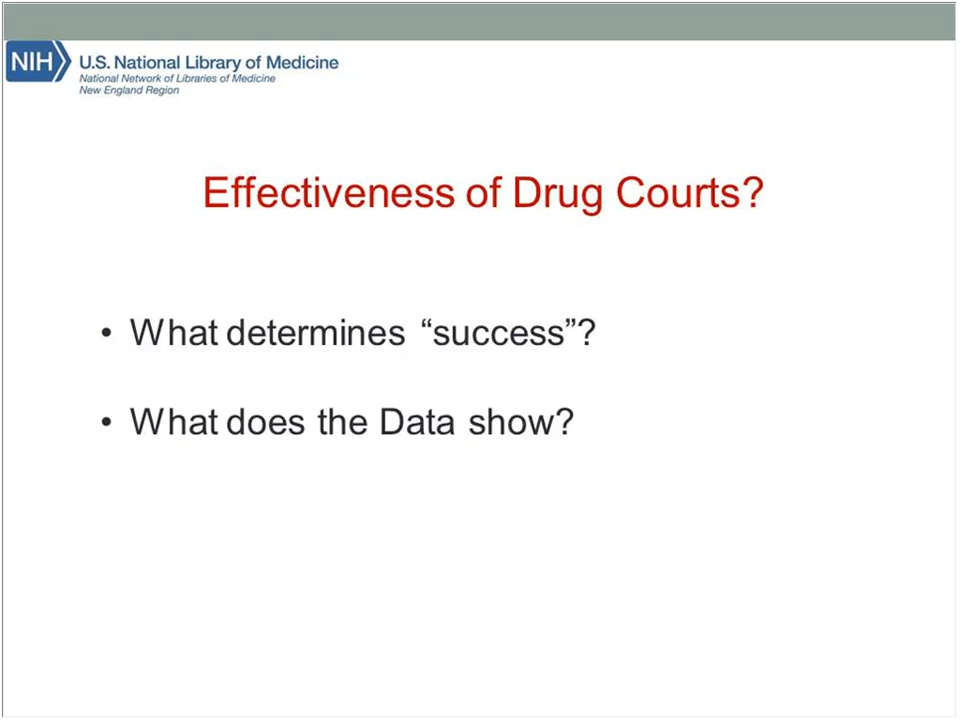 NIH
U.S. National Library of Medicine
National Network of Libraries of Medicine
New England Region
Effectiveness of Drug Courts?
• What determines “success”?
• What does the Data show?